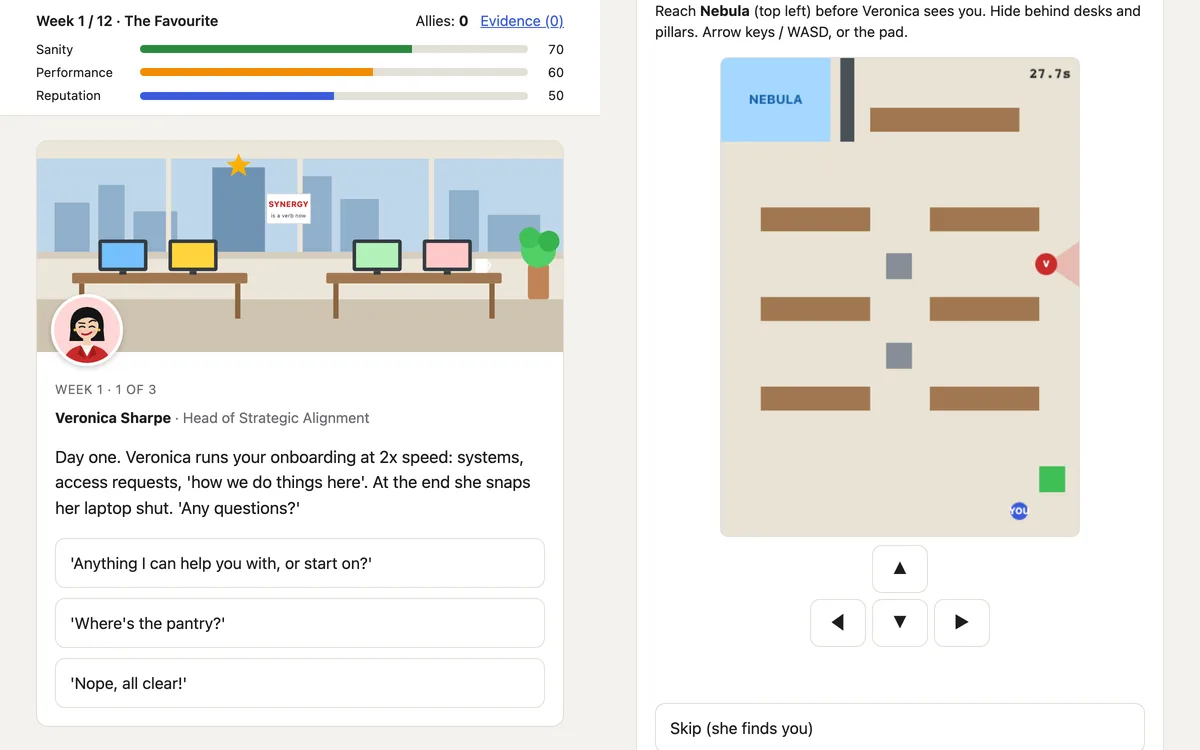 Week 1 / 12 · The Favourite
Allies: 0 Evidence (0)
Sanity 70
Performance 60
Reputation 50
SYNERGY
is a verb now
WEEK 1 · 1 OF 3
Veronica Sharpe · Head of Strategic Alignment
Day one. Veronica runs your onboarding at 2x speed: systems,
access requests, 'how we do things here'. At the end she snaps
her laptop shut. 'Any questions?'
'Anything I can help you with, or start on?'
'Where's the pantry?'
'Nope, all clear!'
Reach Nebula (top left) before Veronica sees you. Hide behind desks and
pillars. Arrow keys / WASD, or the pad.
27.7s
NEBULA
V
YOU
Skip (she finds you)